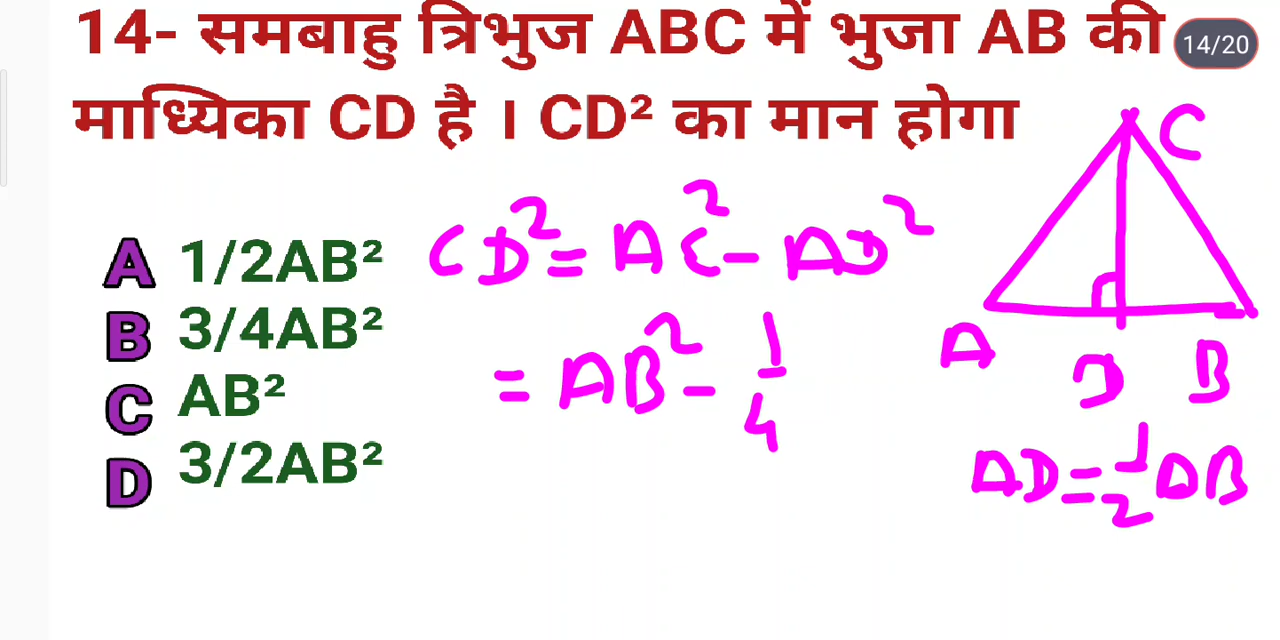 14- समबाहु त्रिभुज ABC में भुजा AB की
14/20
माध्यिका CD है । CD² का मान होगा
C
A 1/2AB²
CD² = AC² - AD²
B 3/4AB²
= AB² - 1/4
A D B
C AB²
D 3/2AB²
AD = 1/2 AB